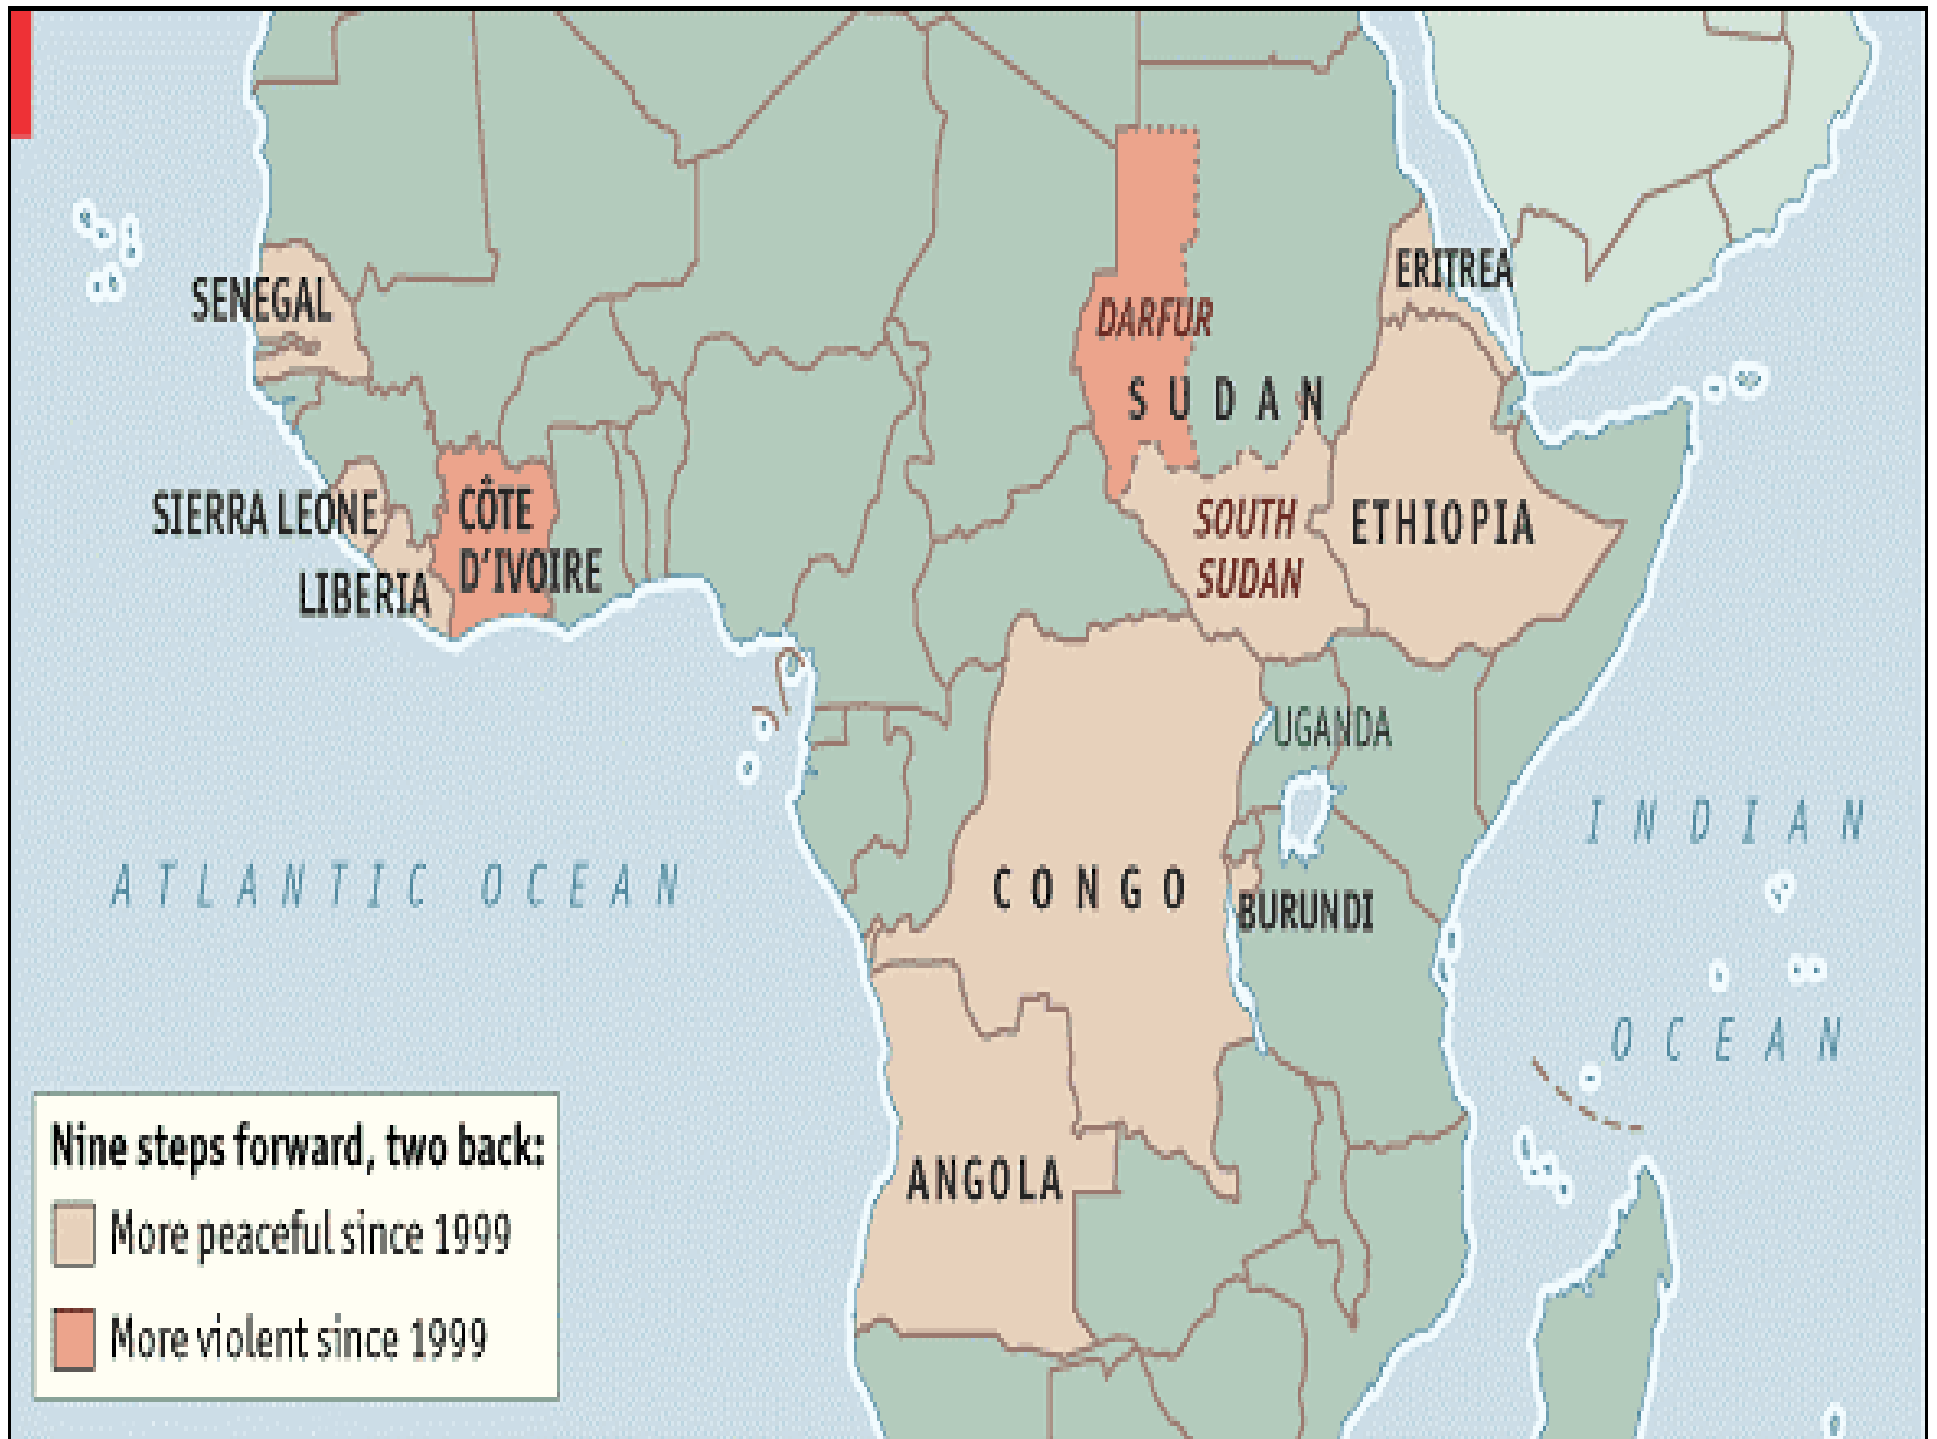 SENEGAL
ERITREA
DARFUR
SUDAN
SIERRA LEONE
CÔTE
D'IVOIRE
LIBERIA
SOUTH
SUDAN
ETHIOPIA
UGANDA
INDIAN
OCEAN
ATLANTIC OCEAN
CONGO
BURUNDI
ANGOLA
Nine steps forward, two back:
More peaceful since 1999
More violent since 1999